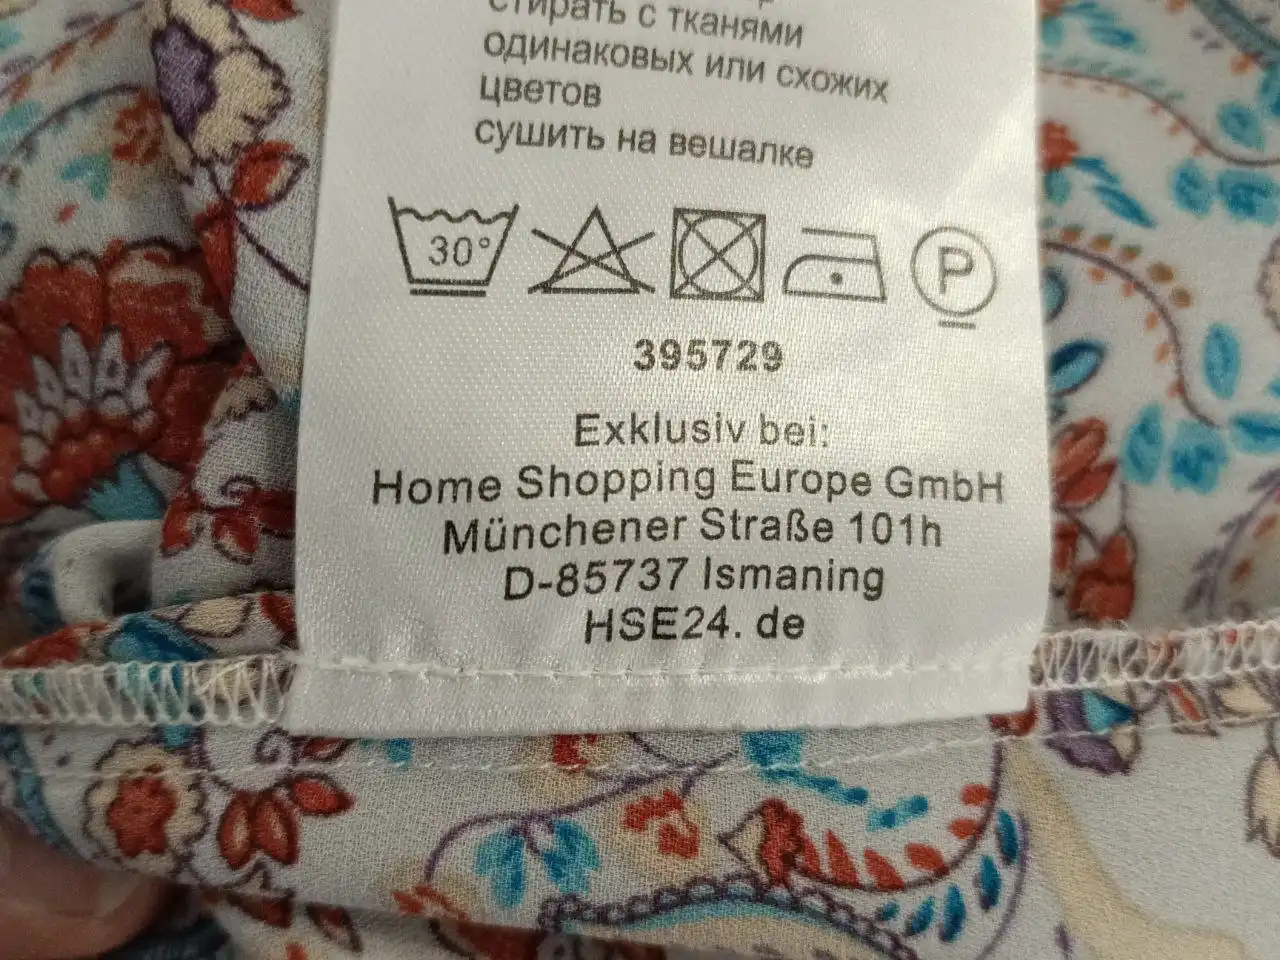 стирать с тканями
одинаковых или схожих
цветов
сушить на вешалке
30°
P
395729
Exklusiv bei:
Home Shopping Europe GmbH
Münchener Straße 101h
D-85737 Ismaning
HSE24. de